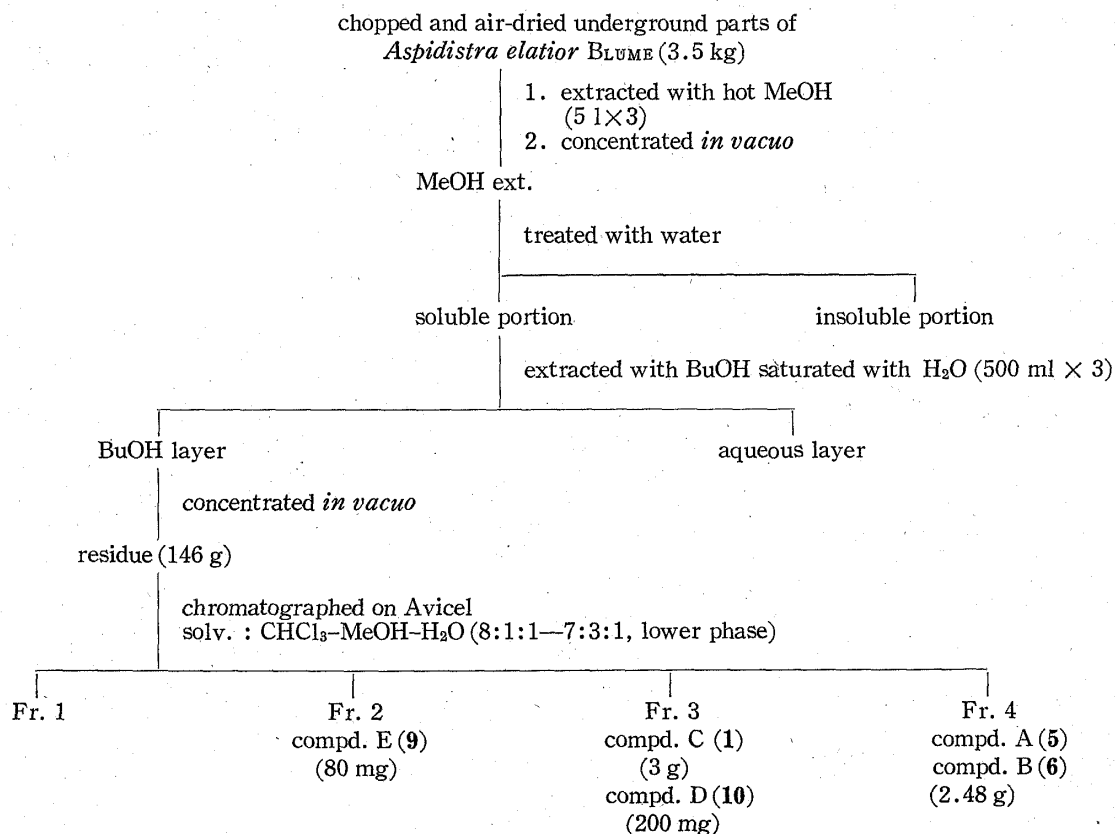 chopped and air-dried underground parts of
Aspidistra elatior BLUME (3.5 kg)
1. extracted with hot MeOH
(5 l×3)
2. concentrated in vacuo
MeOH ext.
treated with water
soluble portion
insoluble portion
extracted with BuOH saturated with H₂O (500 ml × 3)
BuOH layer
aqueous layer
concentrated in vacuo
residue (146 g)
chromatographed on Avicel
solv. : CHCl₃–MeOH–H₂O (8:1:1—7:3:1, lower phase)
Fr. 1
Fr. 2
compd. E (9)
(80 mg)
Fr. 3
compd. C (1)
(3 g)
compd. D (10)
(200 mg)
Fr. 4
compd. A (5)
compd. B (6)
(2.48 g)